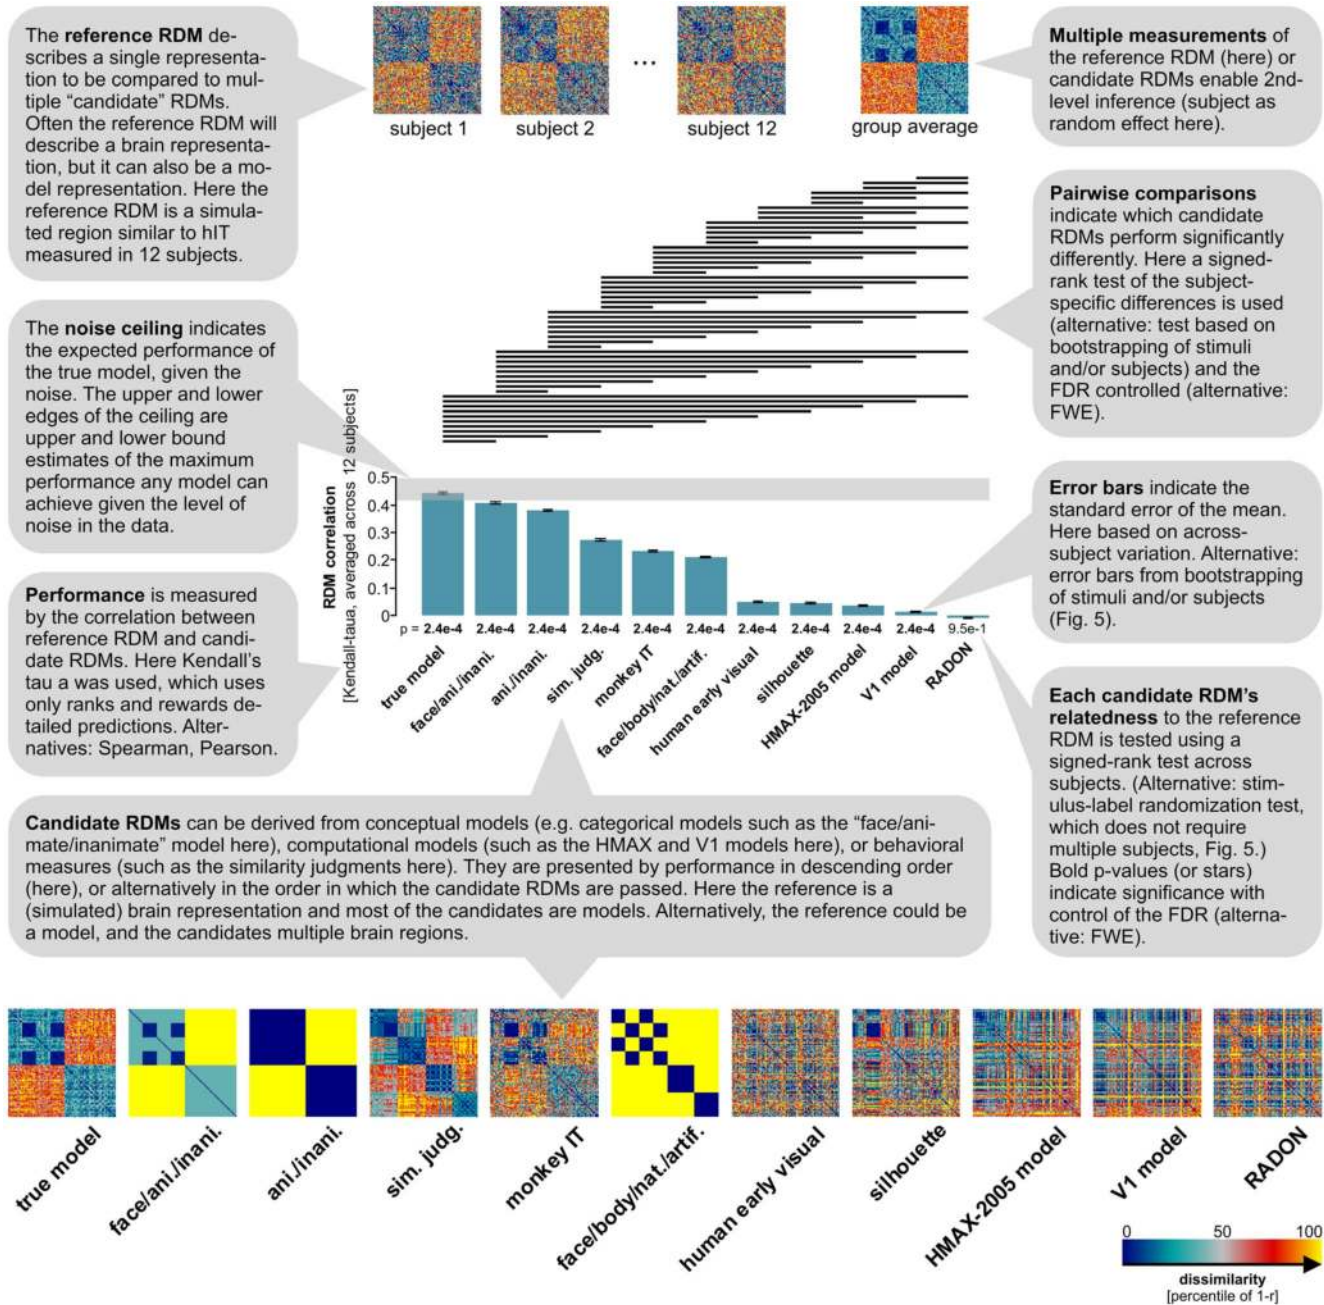 The reference RDM de-
scribes a single representa-
tion to be compared to mul-
tiple “candidate” RDMs.
Often the reference RDM will
describe a brain representa-
tion, but it can also be a mo-
del representation. Here the
reference RDM is a simula-
ted region similar to hIT
measured in 12 subjects.
subject 1
subject 2
...
subject 12
group average
Multiple measurements of
the reference RDM (here) or
candidate RDMs enable 2nd-
level inference (subject as
random effect here).
Pairwise comparisons
indicate which candidate
RDMs perform significantly
differently. Here a signed-
rank test of the subject-
specific differences is used
(alternative: test based on
bootstrapping of stimuli
and/or subjects) and the
FDR controlled (alternative:
FWE).
The noise ceiling indicates
the expected performance of
the true model, given the
noise. The upper and lower
edges of the ceiling are
upper and lower bound
estimates of the maximum
performance any model can
achieve given the level of
noise in the data.
Performance is measured
by the correlation between
reference RDM and candi-
date RDMs. Here Kendall’s
tau a was used, which uses
only ranks and rewards de-
tailed predictions. Alter-
natives: Spearman, Pearson.
RDM correlation
[Kendall-taua, averaged across 12 subjects]
0.5
0.4
0.3
0.2
0.1
0
p = 2.4e-4 2.4e-4 2.4e-4 2.4e-4 2.4e-4 2.4e-4 2.4e-4 2.4e-4 2.4e-4 2.4e-4 9.5e-1
true model
face/ani./inani.
ani./inani.
sim. judg.
monkey IT
face/body/nat./artif.
human early visual
silhouette
HMAX-2005 model
V1 model
RADON
Error bars indicate the
standard error of the mean.
Here based on across-
subject variation. Alternative:
error bars from bootstrapping
of stimuli and/or subjects
(Fig. 5).
Each candidate RDM’s
relatedness to the reference
RDM is tested using a
signed-rank test across
subjects. (Alternative: stim-
ulus-label randomization test,
which does not require
multiple subjects, Fig. 5.)
Bold p-values (or stars)
indicate significance with
control of the FDR (alterna-
tive: FWE).
Candidate RDMs can be derived from conceptual models (e.g. categorical models such as the “face/ani-
mate/inanimate” model here), computational models (such as the HMAX and V1 models here), or behavioral
measures (such as the similarity judgments here). They are presented by performance in descending order
(here), or alternatively in the order in which the candidate RDMs are passed. Here the reference is a
(simulated) brain representation and most of the candidates are models. Alternatively, the reference could be
a model, and the candidates multiple brain regions.
true model
face/ani./inani.
ani./inani.
sim. judg.
monkey IT
face/body/nat./artif.
human early visual
silhouette
HMAX-2005 model
V1 model
RADON
0 50 100
dissimilarity
[percentile of 1-r]